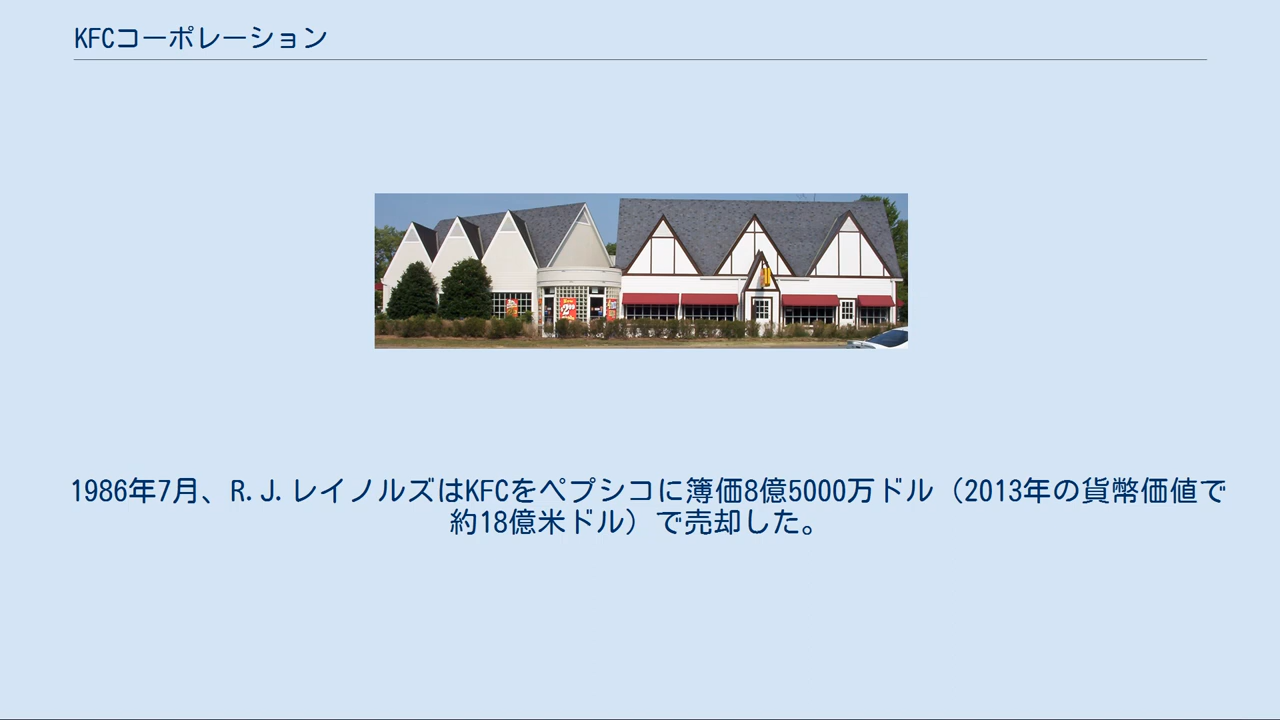 KFCコーポレーション
1986年7月、R.J.レイノルズはKFCをペプシコに簿価8億5000万ドル（2013年の貨幣価値で
約18億米ドル）で売却した。